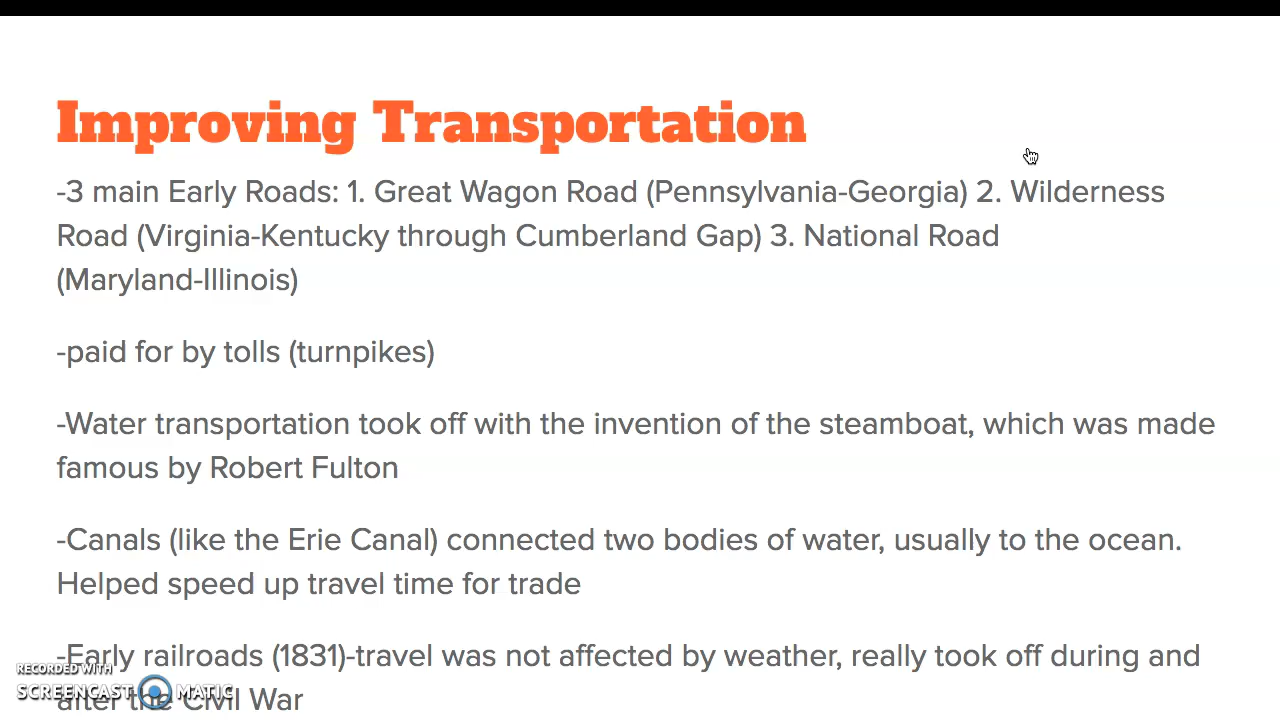 Improving Transportation
-3 main Early Roads: 1. Great Wagon Road (Pennsylvania-Georgia) 2. Wilderness
Road (Virginia-Kentucky through Cumberland Gap) 3. National Road
(Maryland-Illinois)
-paid for by tolls (turnpikes)
-Water transportation took off with the invention of the steamboat, which was made
famous by Robert Fulton
-Canals (like the Erie Canal) connected two bodies of water, usually to the ocean.
Helped speed up travel time for trade
-Early railroads (1831)-travel was not affected by weather, really took off during and
after the Civil War
RECORDED WITH
SCREENCAST MATIC